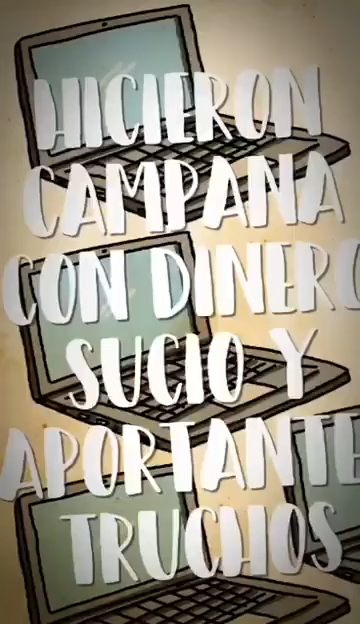 HICIERON
CAMPANA
CON DINERO
SUCIO Y
APORTANTE
TRUCHOS